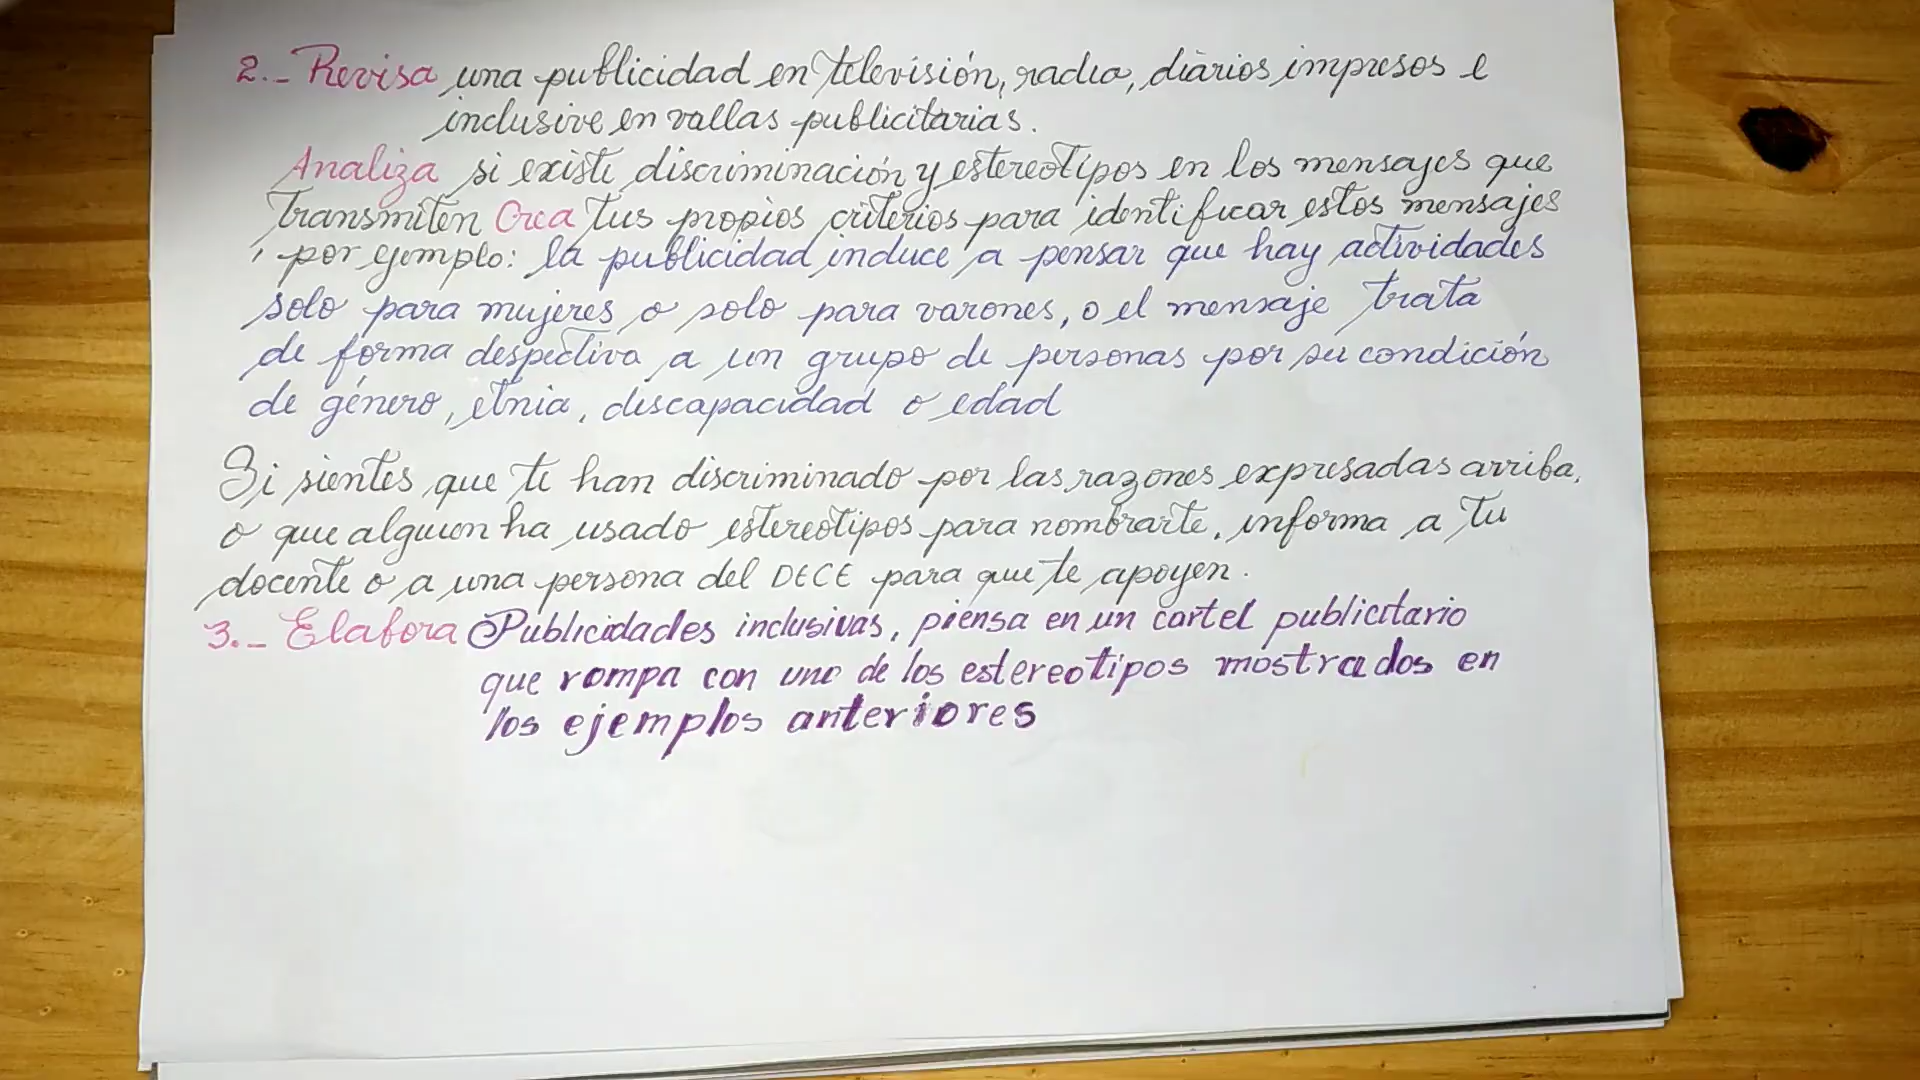 2.- Revisa una publicidad en televisión, radio, diarios impresos e
inclusive en vallas publicitarias.
Analiza si existe discriminación y estereotipos en los mensajes que
transmiten Crea tus propios criterios para identificar estos mensajes
, por ejemplo: la publicidad induce a pensar que hay actividades
solo para mujeres o solo para varones, o el mensaje trata
de forma despectiva a un grupo de personas por su condición
de género, etnia, discapacidad o edad
Si sientes que te han discriminado por las razones expresadas arriba,
o que alguien ha usado estereotipos para nombrarte, informa a tu
docente o a una persona del DECE para que te apoyen.
3.- Elabora Publicidades inclusivas, piensa en un cartel publicitario
que rompa con uno de los estereotipos mostrados en
los ejemplos anteriores